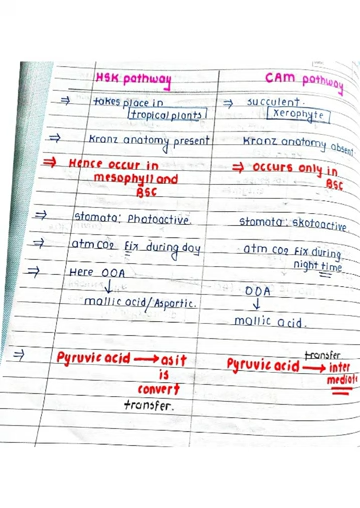 HSK pathway CAM pathway
⇒ takes place in ⇒ succulent.
tropical plants xerophyte
⇒ Kranz anatomy present Kranz anatomy absent
⇒ Hence occur in ⇒ occurs only in
mesophyll and BSC
BSC
⇒ stomata: Photoactive. stomata: skotoactive.
⇒ atm co2 fix during day atm co2 fix during
night time
⇒ Here OOA OOA
↓ ↓
mallic acid/Aspartic. mallic acid.
⇒ Pyruvic acid → as it Pyruvic acid → transfer
is inter
convert mediate
transfer.